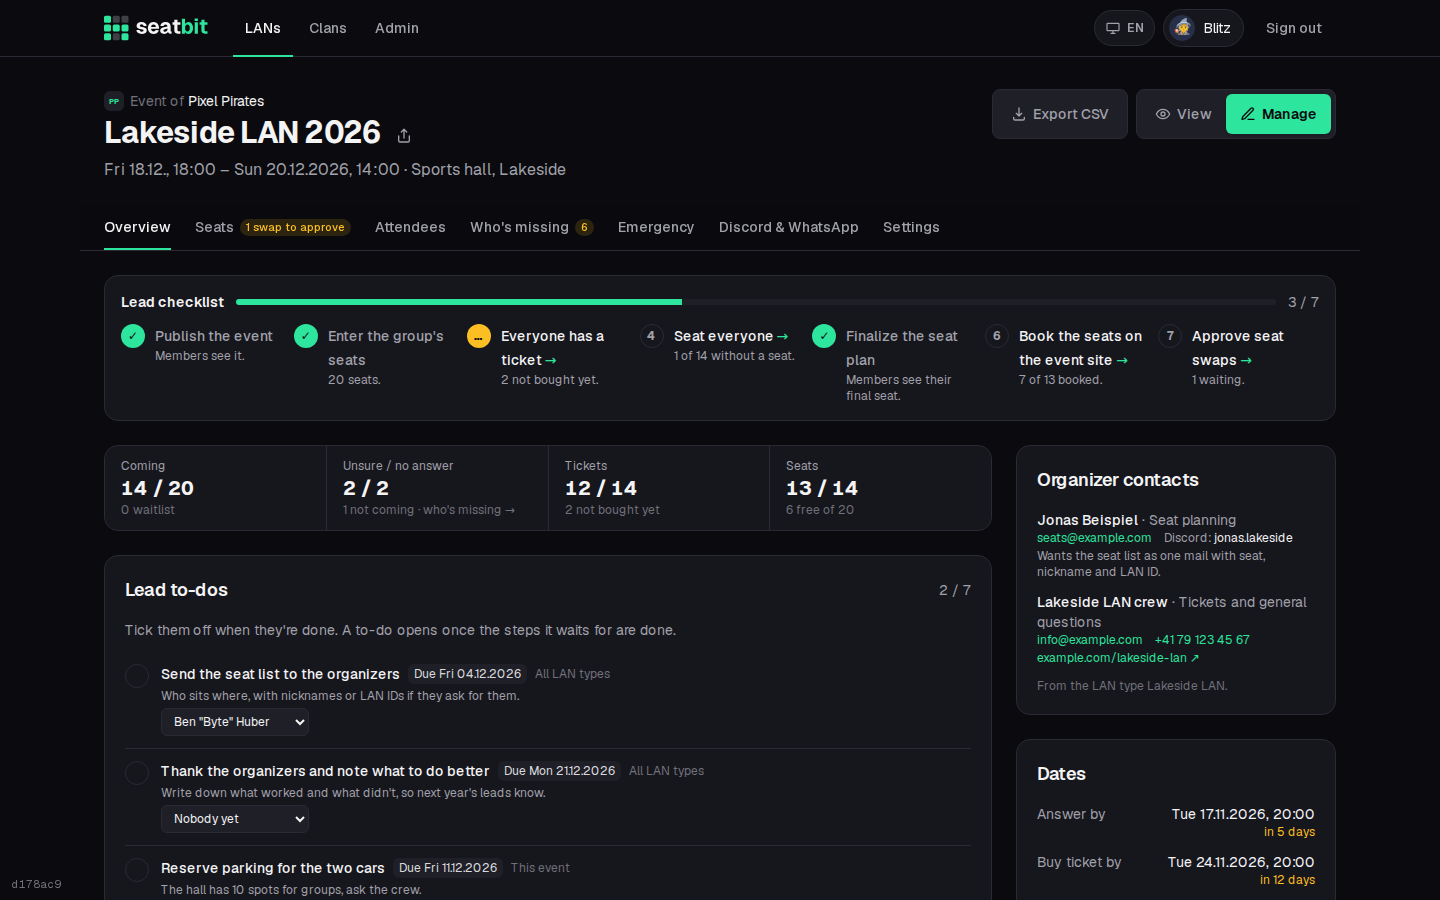 seatbit
LANs
Clans
Admin
EN
Blitz
Sign out
PP
Event of Pixel Pirates
Lakeside LAN 2026
Fri 18.12., 18:00 – Sun 20.12.2026, 14:00 · Sports hall, Lakeside
Export CSV
View
Manage
Overview
Seats 1 swap to approve
Attendees
Who's missing 6
Emergency
Discord & WhatsApp
Settings
Lead checklist
3 / 7
✓ Publish the event
Members see it.
✓ Enter the group's
seats
20 seats.
… Everyone has a
ticket →
2 not bought yet.
4 Seat everyone →
1 of 14 without a seat.
✓ Finalize the seat
plan
Members see their
final seat.
6 Book the seats on
the event site →
7 of 13 booked.
7 Approve seat
swaps →
1 waiting.
Coming
14 / 20
0 waitlist
Unsure / no answer
2 / 2
1 not coming · who's missing →
Tickets
12 / 14
2 not bought yet
Seats
13 / 14
6 free of 20
Lead to-dos
2 / 7
Tick them off when they're done. A to-do opens once the steps it waits for are done.
Send the seat list to the organizers Due Fri 04.12.2026 All LAN types
Who sits where, with nicknames or LAN IDs if they ask for them.
Ben "Byte" Huber
Thank the organizers and note what to do better Due Mon 21.12.2026 All LAN types
Write down what worked and what didn't, so next year's leads know.
Nobody yet
Reserve parking for the two cars Due Fri 11.12.2026 This event
The hall has 10 spots for groups, ask the crew.
Organizer contacts
Jonas Beispiel · Seat planning
seats@example.com Discord: jonas.lakeside
Wants the seat list as one mail with seat,
nickname and LAN ID.
Lakeside LAN crew · Tickets and general
questions
info@example.com +41 79 123 45 67
example.com/lakeside-lan ↗
From the LAN type Lakeside LAN.
Dates
Answer by Tue 17.11.2026, 20:00
in 5 days
Buy ticket by Tue 24.11.2026, 20:00
in 12 days
d178ac9